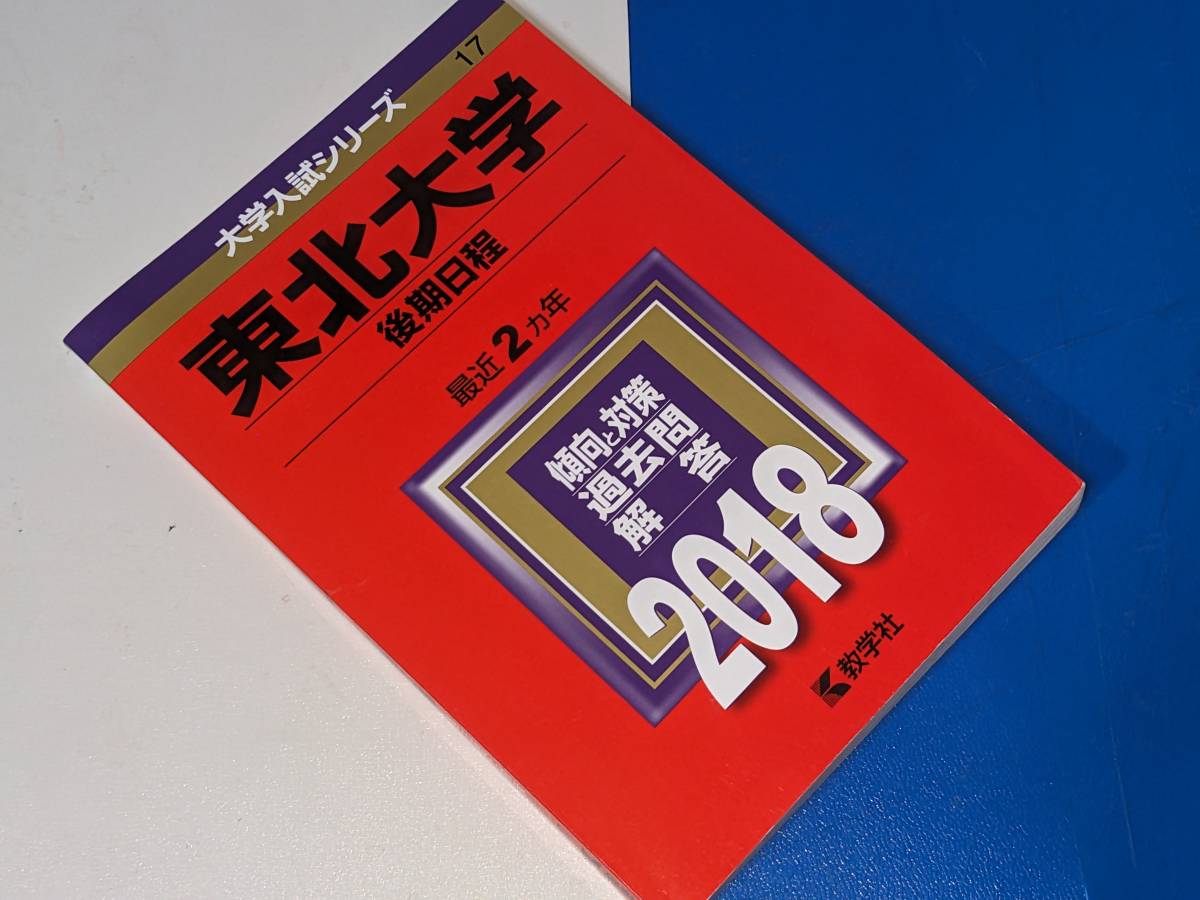 17
大学入試シリーズ
東北大学
後期日程
最近2ヵ年
傾向と対策
過去問
解答
2018
教学社